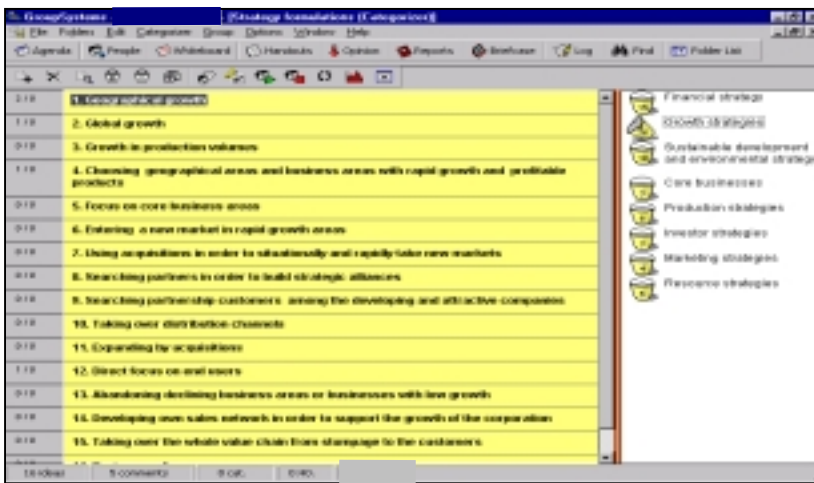 GroupSystems - [Strategy formulations (Categorizer)]
File Folders Edit Categorizer Group Options Window Help
Agenda People Whiteboard Handouts Opinion Reports Briefcase Log Find Folder List
1. Geographical growth
2. Global growth
3. Growth in production volumes
4. Choosing geographical areas and business areas with rapid growth and profitable
products
5. Focus on core business areas
6. Entering a new market in rapid growth areas
7. Using acquisitions in order to situationally and rapidly take new markets
8. Searching partners in order to build strategic alliances
9. Searching partnership customers among the developing and attractive companies
10. Taking over distribution channels
11. Expanding by acquisitions
12. Direct focus on end users
13. Abandoning declining business areas or businesses with low growth
14. Developing own sales network in order to support the growth of the corporation
15. Taking over the whole value chain from stumpage to the customers
Financial strategy
Growth strategies
Sustainable development
and environmental strategy
Core businesses
Production strategies
Investor strategies
Marketing strategies
Resource strategies
16 ideas 5 comments 0 cat.